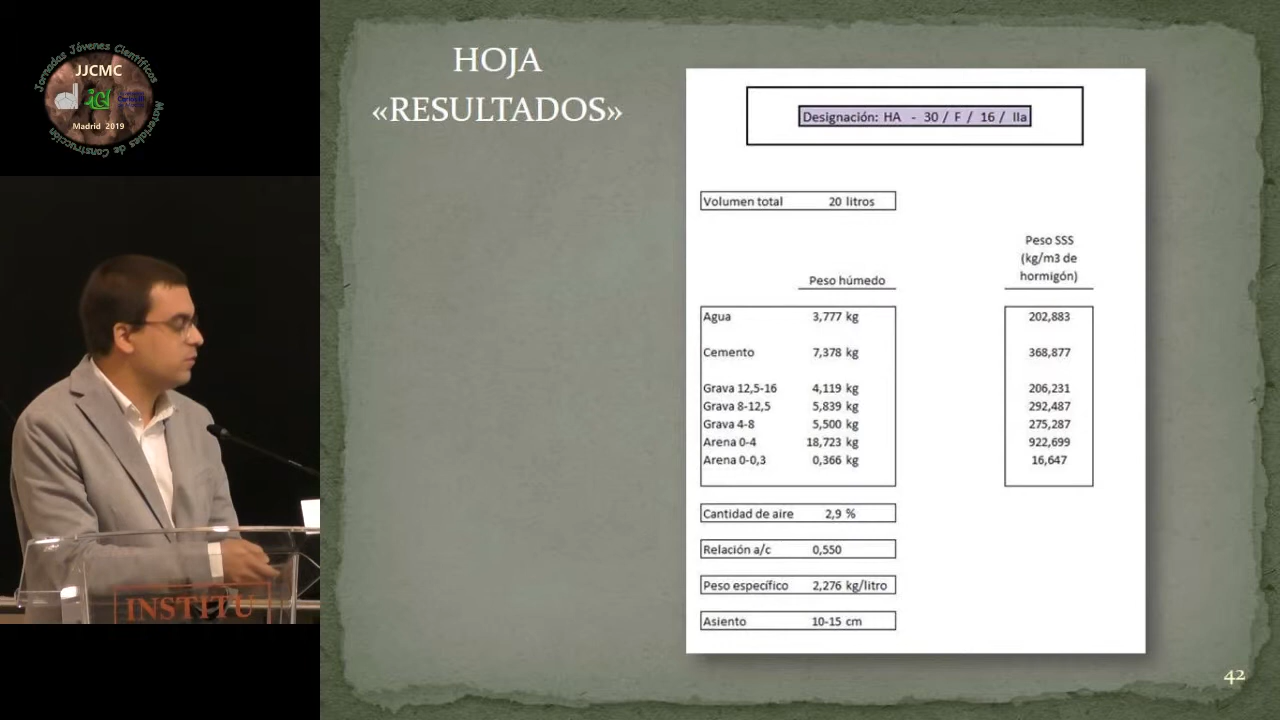 Jornadas Jóvenes Científicos
JJCMC
Madrid 2019
Materiales de Construcción
INSTITU
HOJA
«RESULTADOS»
Designación: HA - 30 / F / 16 / IIa
Volumen total 20 litros
Peso húmedo
Peso SSS
(kg/m3 de
hormigón)
Agua 3,777 kg 202,883
Cemento 7,378 kg 368,877
Grava 12,5-16 4,119 kg 206,231
Grava 8-12,5 5,839 kg 292,487
Grava 4-8 5,500 kg 275,287
Arena 0-4 18,723 kg 922,699
Arena 0-0,3 0,366 kg 16,647
Cantidad de aire 2,9 %
Relación a/c 0,550
Peso específico 2,276 kg/litro
Asiento 10-15 cm
42